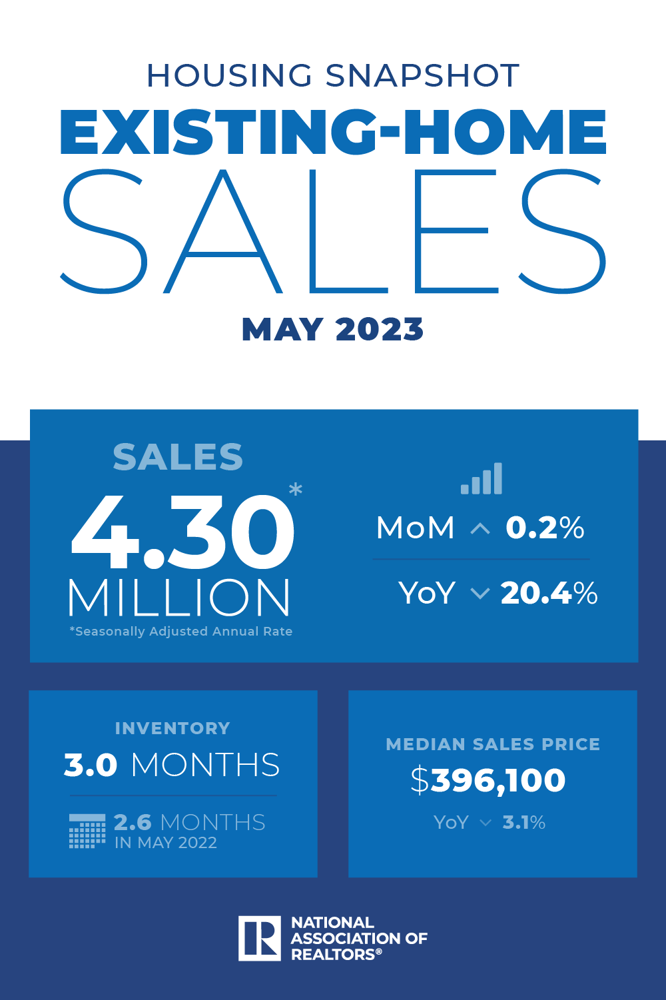 HOUSING SNAPSHOT
EXISTING-HOME
SALES
MAY 2023
SALES
4.30*
MILLION
*Seasonally Adjusted Annual Rate
MoM 0.2%
YoY 20.4%
INVENTORY
3.0 MONTHS
2.6 MONTHS
IN MAY 2022
MEDIAN SALES PRICE
$396,100
YoY 3.1%
NATIONAL
ASSOCIATION OF
REALTORS®